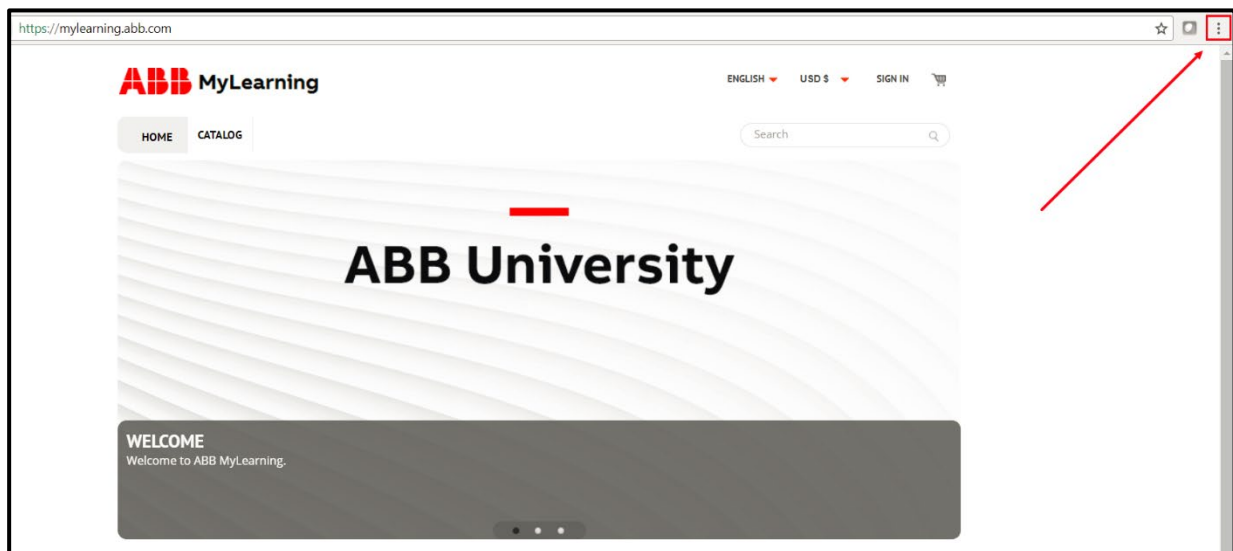 https://mylearning.abb.com
ABB MyLearning
ENGLISH USD $ SIGN IN
HOME CATALOG
Search
ABB University
WELCOME
Welcome to ABB MyLearning.